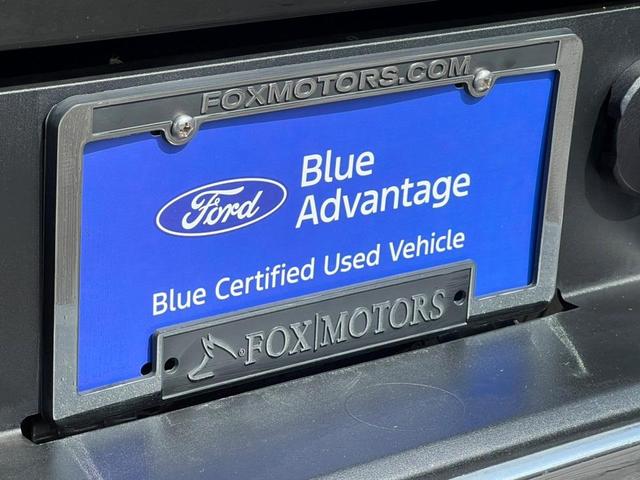 FOXMOTORS.COM
Ford
Blue
Advantage
Blue Certified Used Vehicle
®FOX|MOTORS